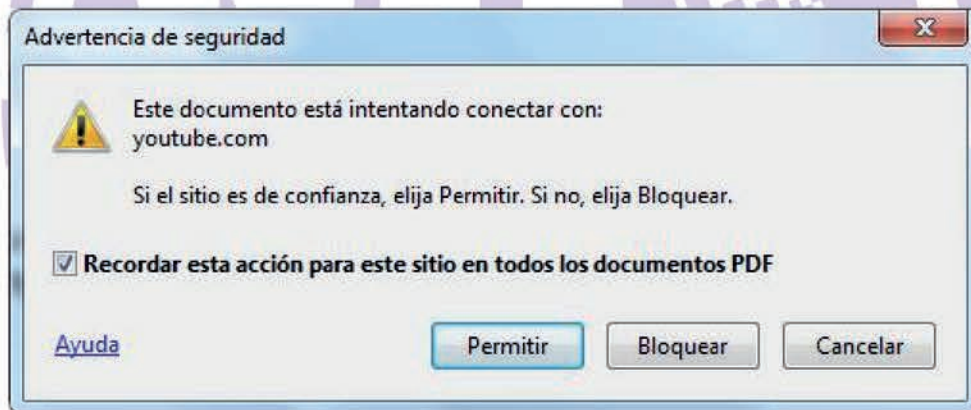 Advertencia de seguridad
Este documento está intentando conectar con:
youtube.com
Si el sitio es de confianza, elija Permitir. Si no, elija Bloquear.
Recordar esta acción para este sitio en todos los documentos PDF
Ayuda
Permitir
Bloquear
Cancelar